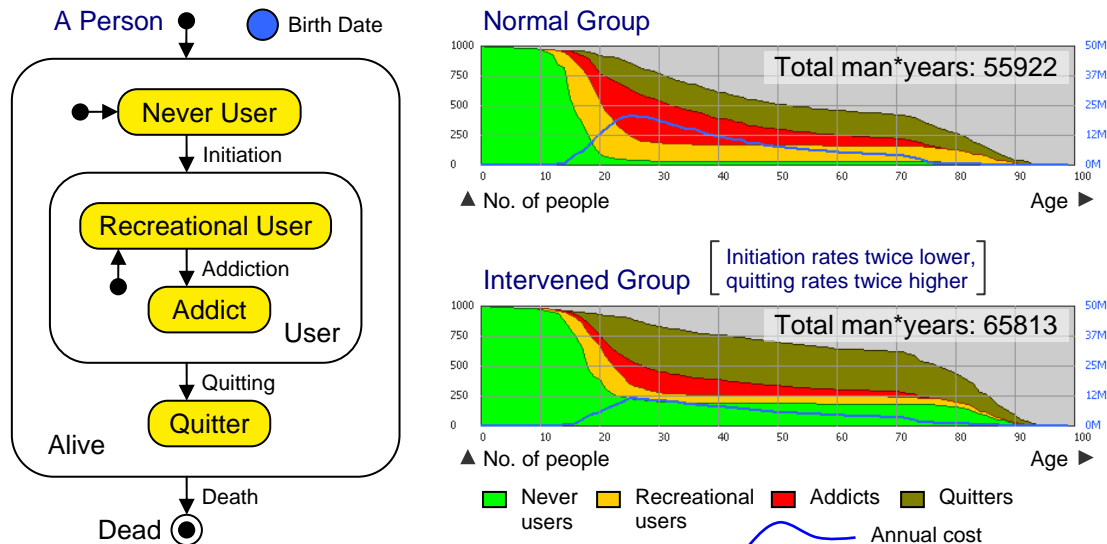 A Person
Birth Date
Never User
Initiation
Recreational User
Addiction
Addict
User
Quitting
Quitter
Alive
Death
Dead
Normal Group
Total man*years: 55922
1000
750
500
250
0
50M
37M
25M
12M
0M
0 10 20 30 40 50 60 70 80 90 100
No. of people
Age
Intervened Group
Initiation rates twice lower,
quitting rates twice higher
Total man*years: 65813
1000
750
500
250
0
50M
37M
25M
12M
0M
0 10 20 30 40 50 60 70 80 90 100
No. of people
Age
Never
users
Recreational
users
Addicts
Quitters
Annual cost